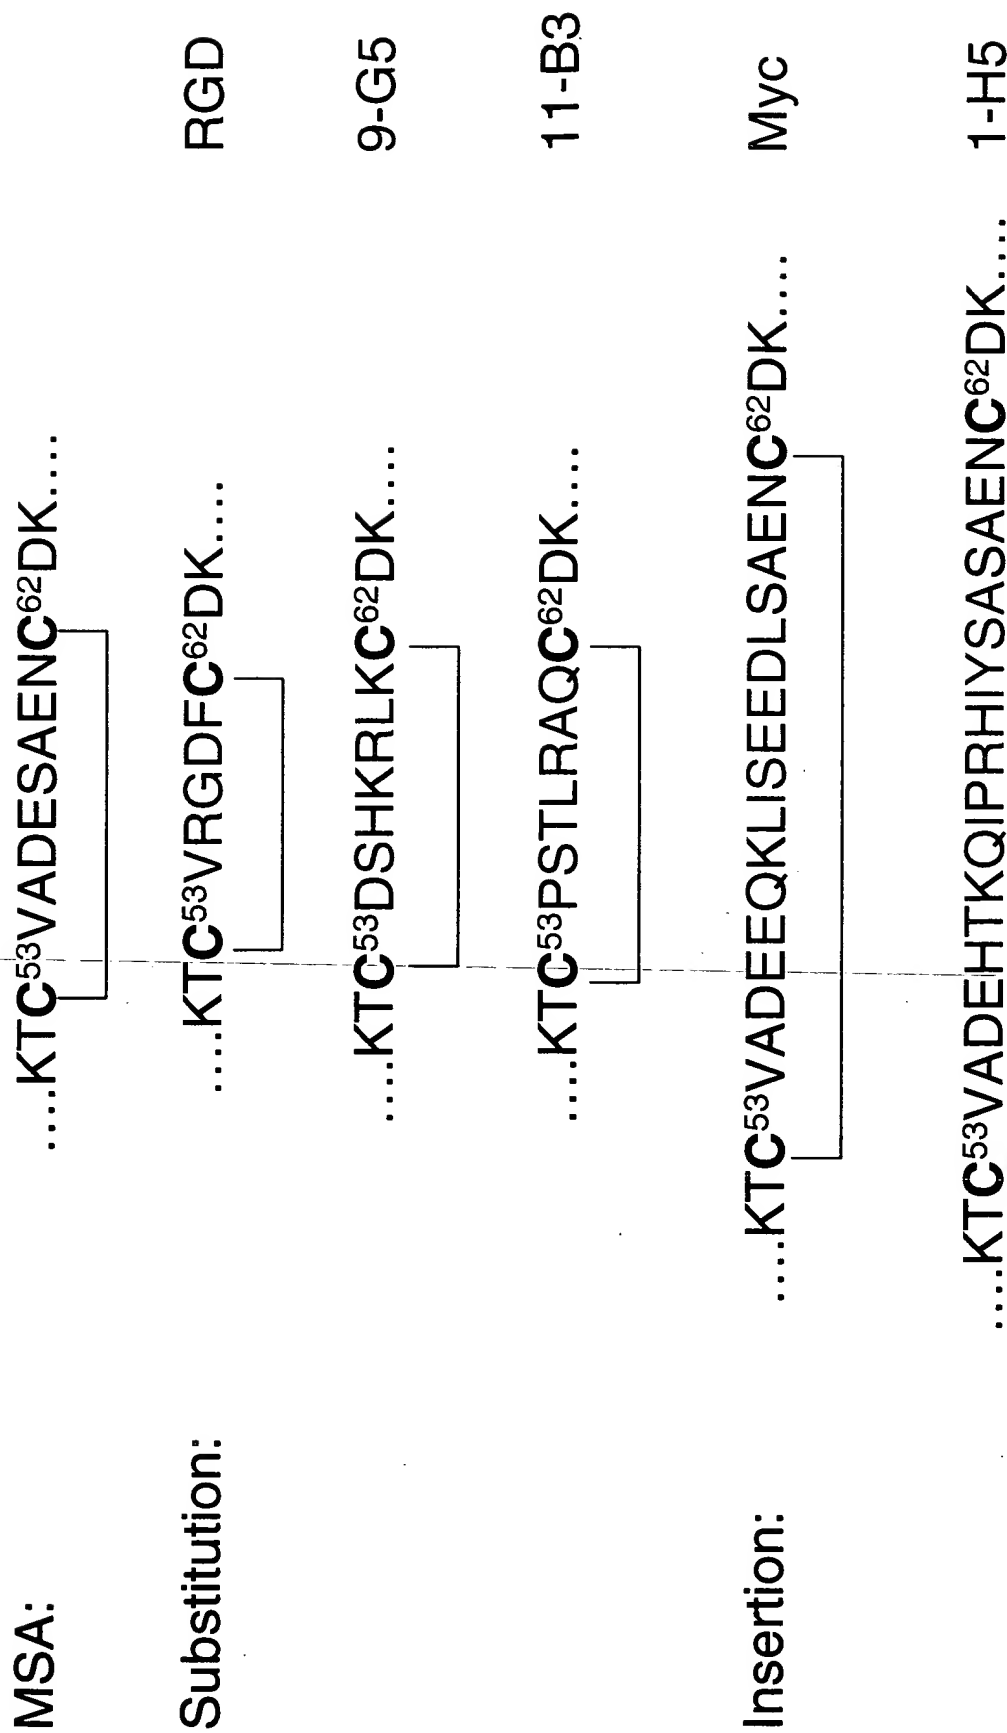 MSA: ....KTC⁵³VADESAENC⁶²DK....
Substitution: ....KTC⁵³VRGDFC⁶²DK.... RGD
....KTC⁵³DSHKRLKC⁶²DK.... 9-G5
....KTC⁵³PSTLRAQC⁶²DK.... 11-B3
Insertion: ....KTC⁵³VADEEQKLISEEDLSAENC⁶²DK.... Myc
....KTC⁵³VADEHTKQIPRHIYSASAENC⁶²DK.... 1-H5